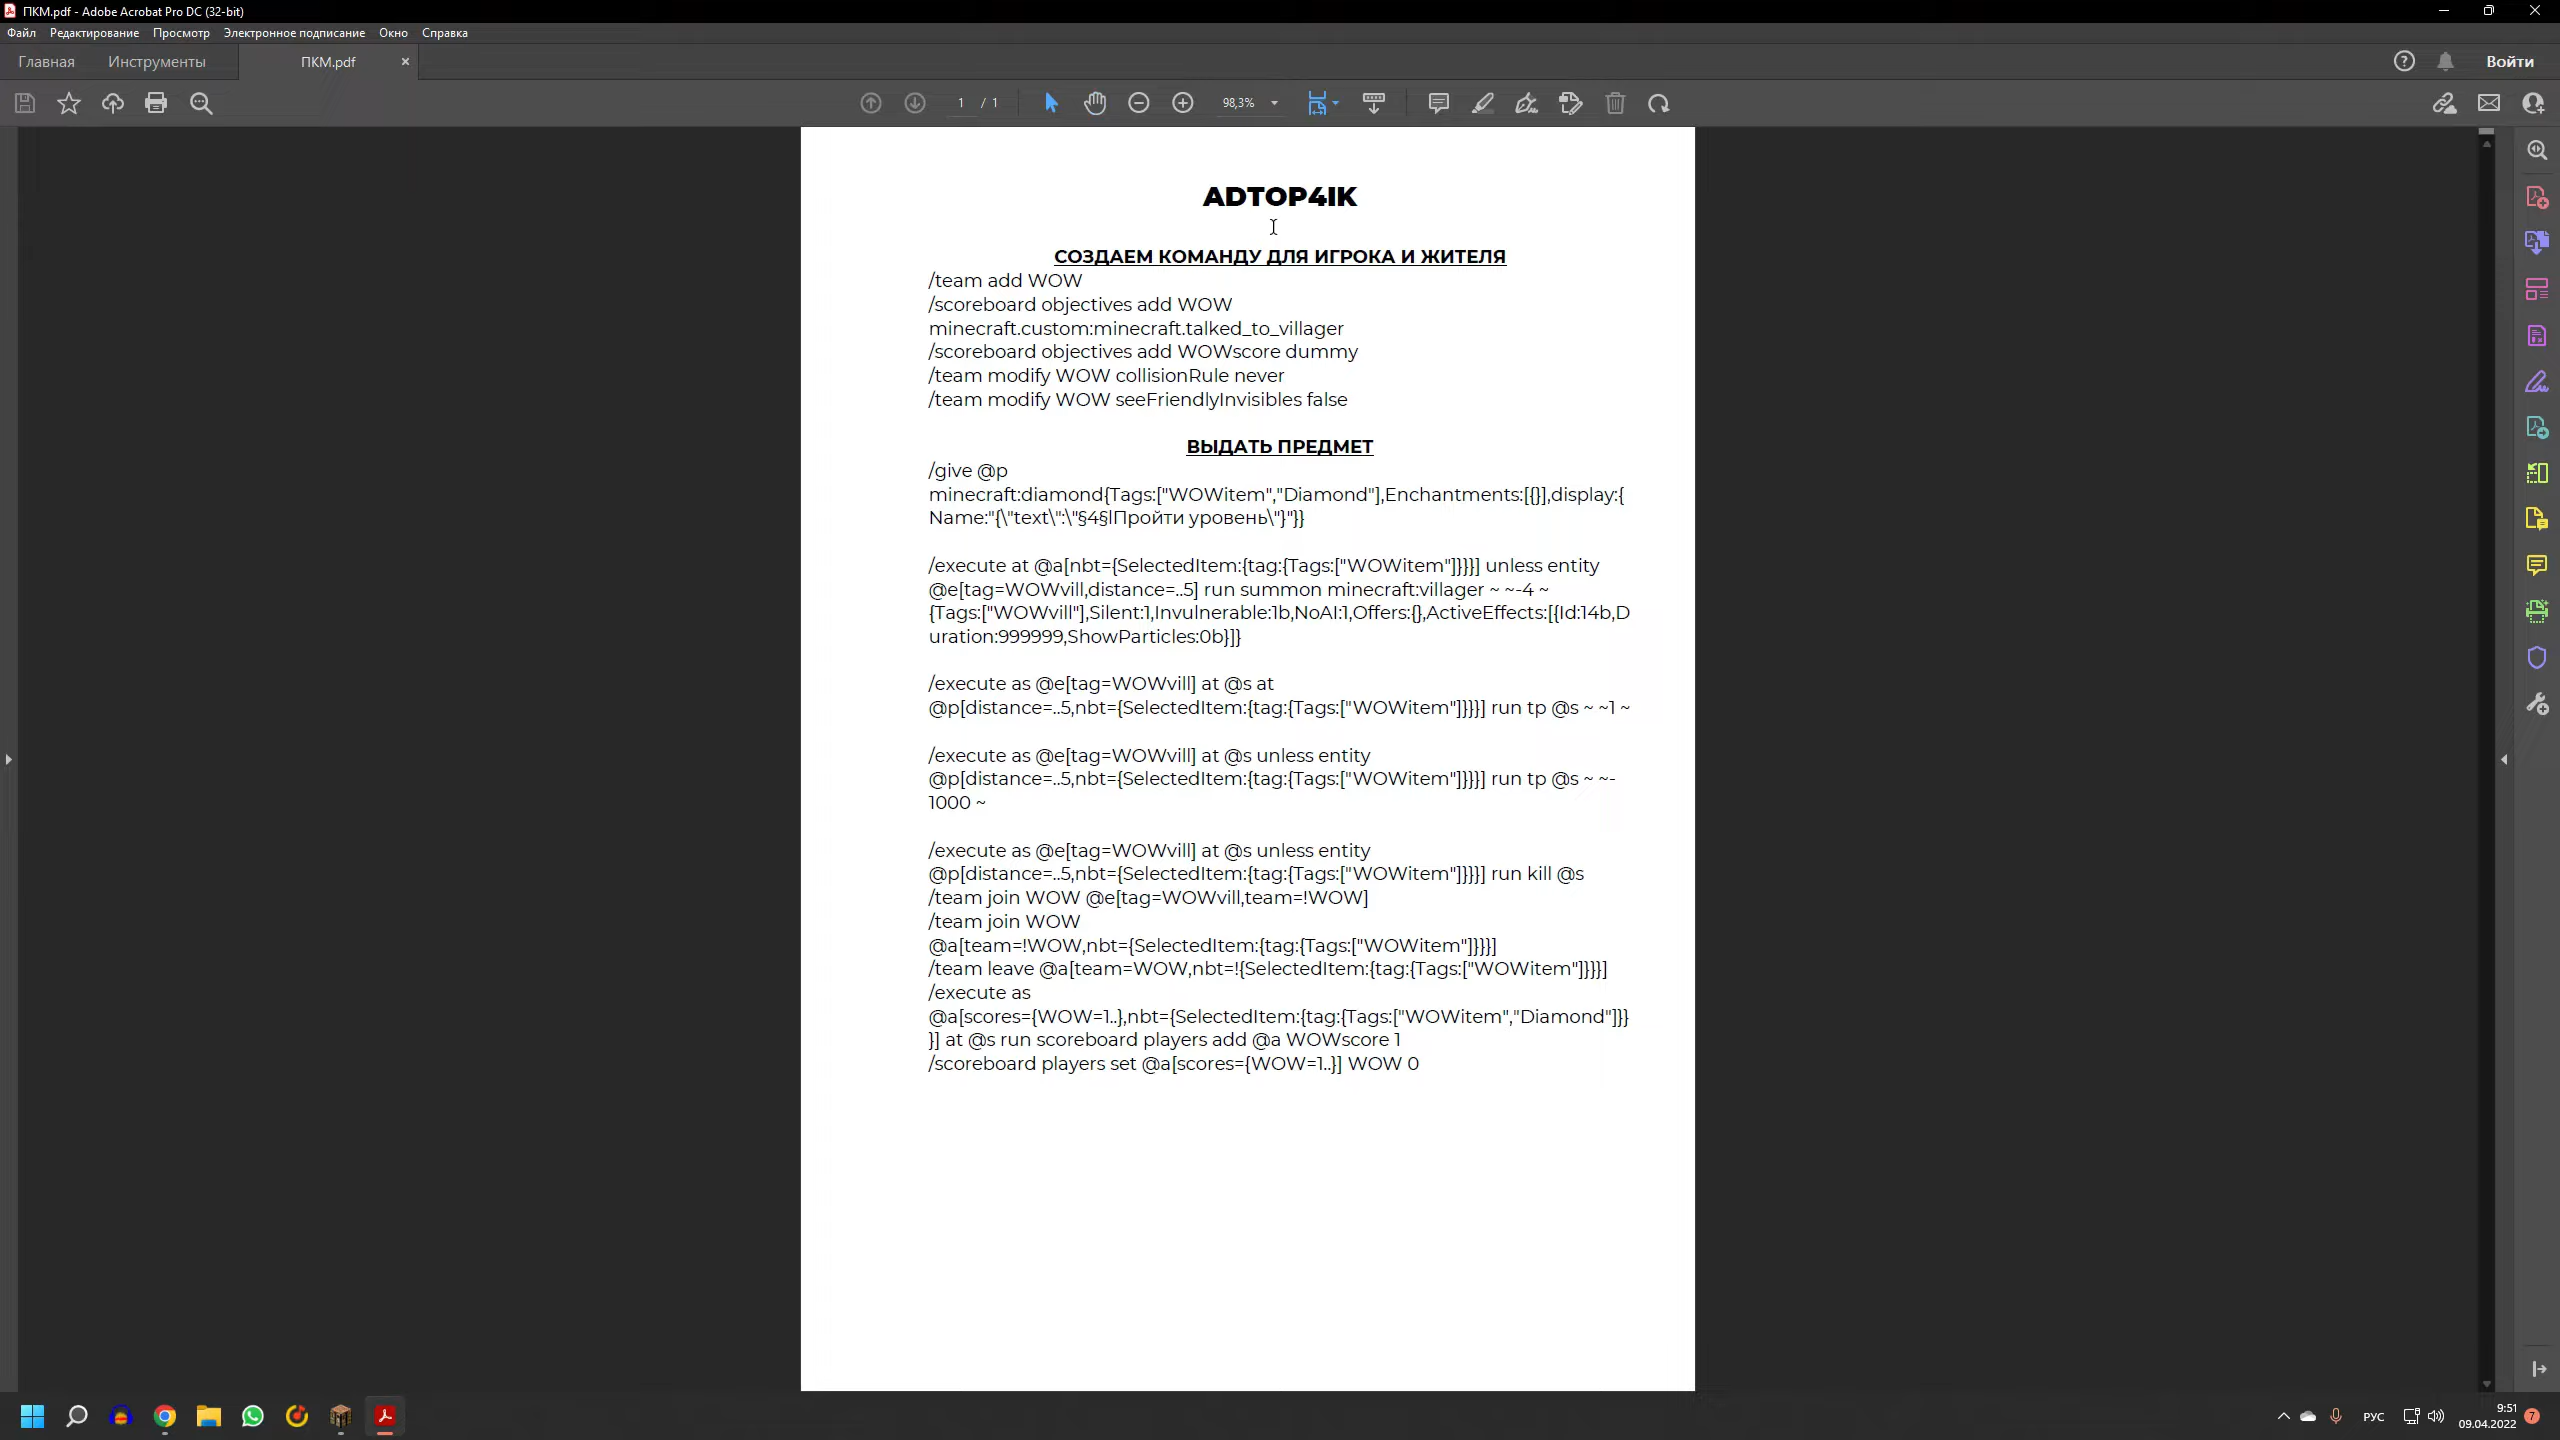 ПКМ.pdf - Adobe Acrobat Pro DC (32-bit)
Файл Редактирование Просмотр Электронное подписание Окно Справка
Главная Инструменты ПКМ.pdf × Войти
1 / 1 98,3%
ADTOP4IK
СОЗДАЕМ КОМАНДУ ДЛЯ ИГРОКА И ЖИТЕЛЯ
/team add WOW
/scoreboard objectives add WOW
minecraft.custom:minecraft.talked_to_villager
/scoreboard objectives add WOWscore dummy
/team modify WOW collisionRule never
/team modify WOW seeFriendlyInvisibles false
ВЫДАТЬ ПРЕДМЕТ
/give @p
minecraft:diamond{Tags:["WOWitem","Diamond"],Enchantments:[{}],display:{
Name:"{\"text\":\"§4§lПройти уровень\"}"}}
/execute at @a[nbt={SelectedItem:{tag:{Tags:["WOWitem"]}}}] unless entity
@e[tag=WOWvill,distance=..5] run summon minecraft:villager ~ ~-4 ~
{Tags:["WOWvill"],Silent:1,Invulnerable:1b,NoAI:1,Offers:{},ActiveEffects:[{Id:14b,D
uration:999999,ShowParticles:0b}]}
/execute as @e[tag=WOWvill] at @s at
@p[distance=..5,nbt={SelectedItem:{tag:{Tags:["WOWitem"]}}}] run tp @s ~ ~1 ~
/execute as @e[tag=WOWvill] at @s unless entity
@p[distance=..5,nbt={SelectedItem:{tag:{Tags:["WOWitem"]}}}] run tp @s ~ ~-
1000 ~
/execute as @e[tag=WOWvill] at @s unless entity
@p[distance=..5,nbt={SelectedItem:{tag:{Tags:["WOWitem"]}}}] run kill @s
/team join WOW @e[tag=WOWvill,team=!WOW]
/team join WOW
@a[team=!WOW,nbt={SelectedItem:{tag:{Tags:["WOWitem"]}}}]
/team leave @a[team=WOW,nbt=!{SelectedItem:{tag:{Tags:["WOWitem"]}}}]
/execute as
@a[scores={WOW=1..},nbt={SelectedItem:{tag:{Tags:["WOWitem","Diamond"]}}
}] at @s run scoreboard players add @a WOWscore 1
/scoreboard players set @a[scores={WOW=1..}] WOW 0
РУС 9:51
09.04.2022 7